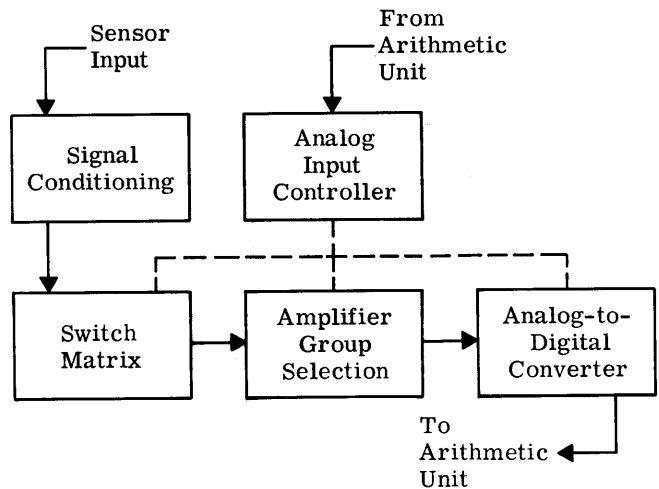 Sensor
Input
From
Arithmetic
Unit
Signal
Conditioning
Analog
Input
Controller
Switch
Matrix
Amplifier
Group
Selection
Analog-to-
Digital
Converter
To
Arithmetic
Unit